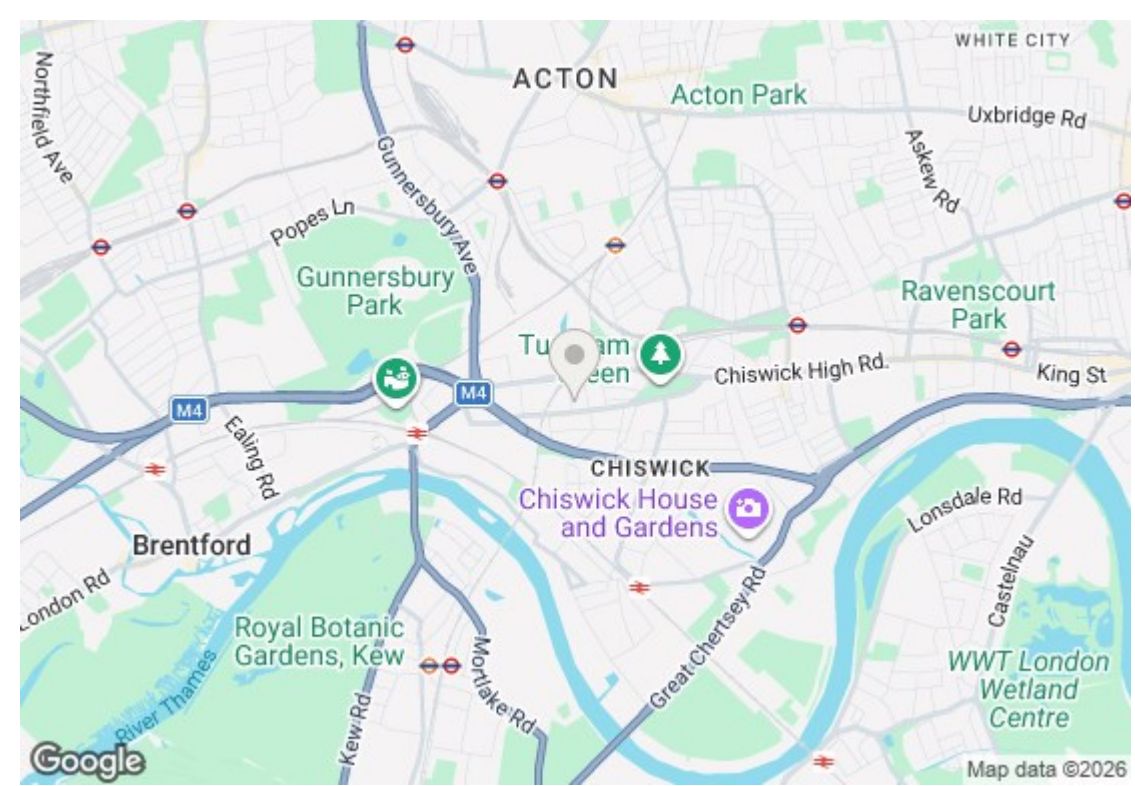 WHITE CITY
ACTON
Acton Park
Uxbridge Rd
Northfield Ave
Askew Rd
Gunnersbury Ave
Popes Ln
Gunnersbury
Park
Ravenscourt
Park
Chiswick High Rd.
King St
M4
M4
Ealing Rd
CHISWICK
Chiswick House
and Gardens
Lonsdale Rd
Brentford
London Rd
Castelnau
Great Chertsey Rd
Royal Botanic
Gardens, Kew
Mortlake Rd
River Thames
Kew Rd
WWT London
Wetland
Centre
Google
Map data ©2026